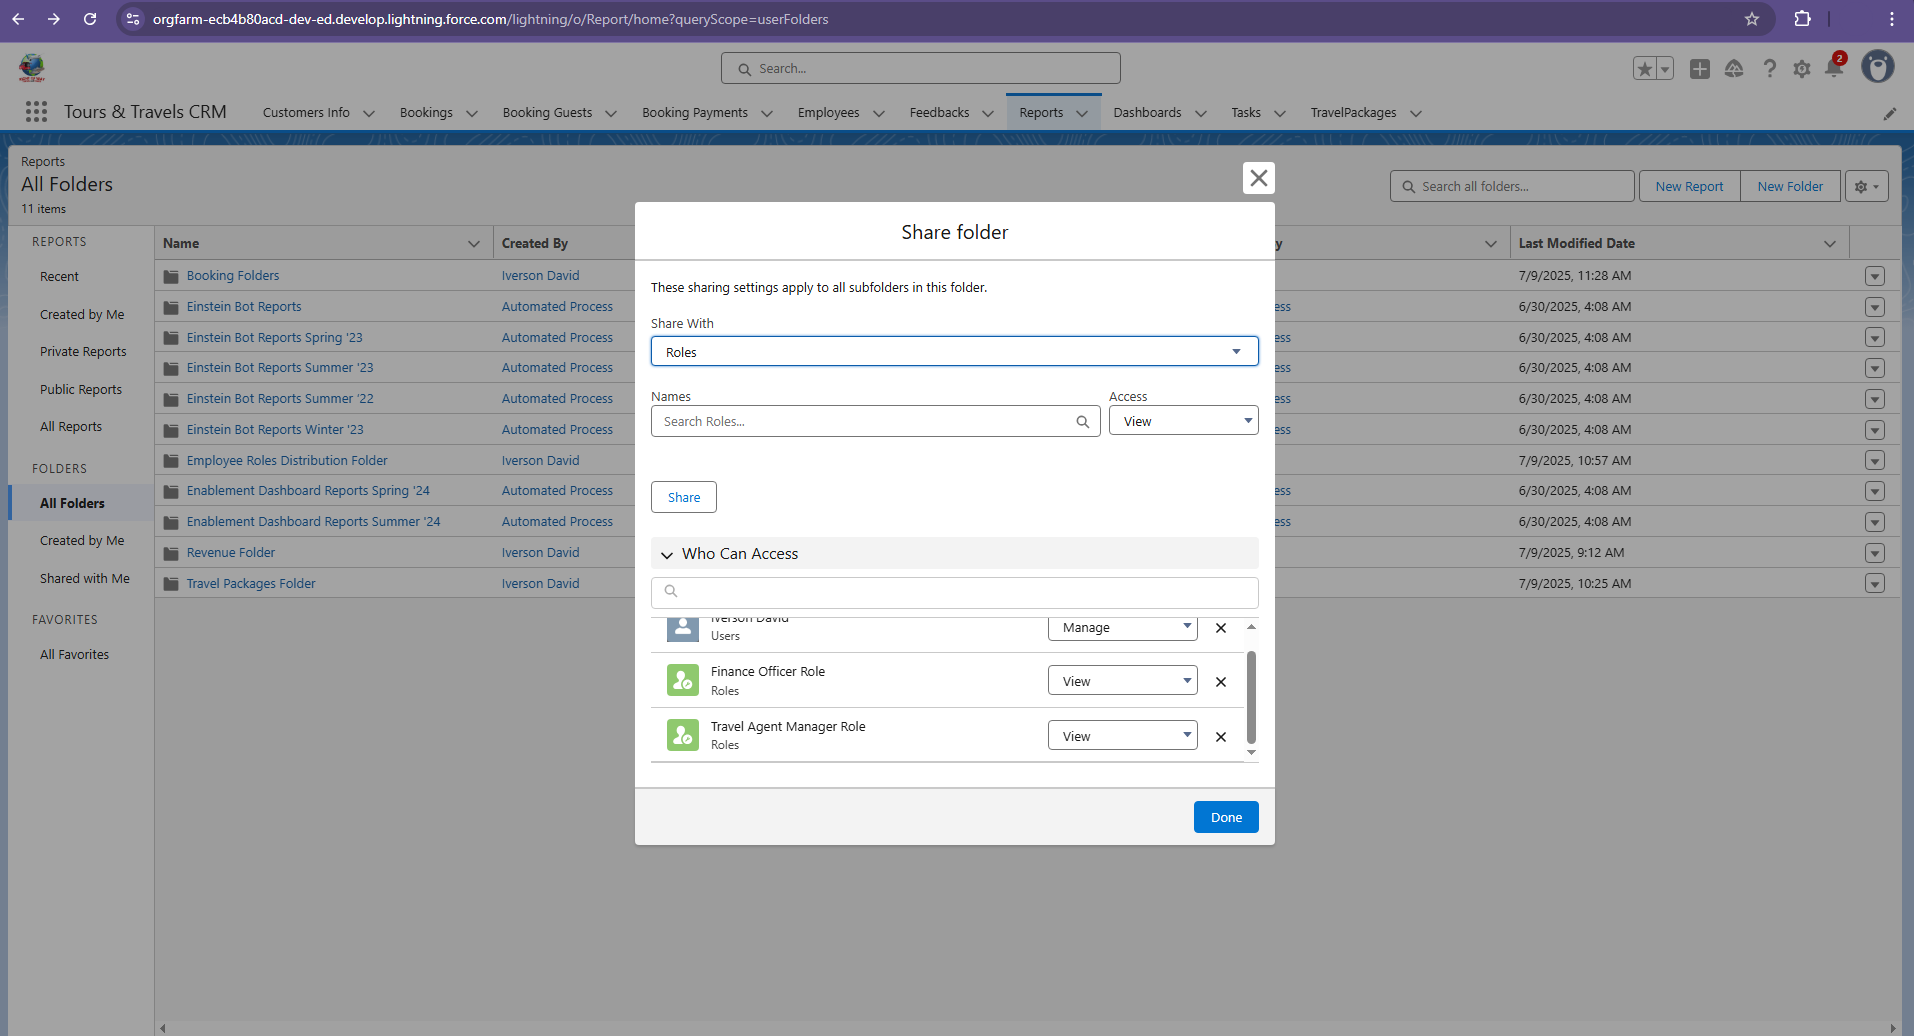 orgfarm-ecb4b80acd-dev-ed.develop.lightning.force.com/lightning/o/Report/home?queryScope=userFolders
Search...
2
Tours & Travels CRM
Customers Info
Bookings
Booking Guests
Booking Payments
Employees
Feedbacks
Reports
Dashboards
Tasks
TravelPackages
Reports
All Folders
11 items
Search all folders...
New Report
New Folder
REPORTS
Recent
Created by Me
Private Reports
Public Reports
All Reports
FOLDERS
All Folders
Created by Me
Shared with Me
FAVORITES
All Favorites
Name Created By y Last Modified Date
Booking Folders Iverson David 7/9/2025, 11:28 AM
Einstein Bot Reports Automated Process ess 6/30/2025, 4:08 AM
Einstein Bot Reports Spring '23 Automated Process ess 6/30/2025, 4:08 AM
Einstein Bot Reports Summer '23 Automated Process ess 6/30/2025, 4:08 AM
Einstein Bot Reports Summer '22 Automated Process ess 6/30/2025, 4:08 AM
Einstein Bot Reports Winter '23 Automated Process ess 6/30/2025, 4:08 AM
Employee Roles Distribution Folder Iverson David 7/9/2025, 10:57 AM
Enablement Dashboard Reports Spring '24 Automated Process ess 6/30/2025, 4:08 AM
Enablement Dashboard Reports Summer '24 Automated Process ess 6/30/2025, 4:08 AM
Revenue Folder Iverson David 7/9/2025, 9:12 AM
Travel Packages Folder Iverson David 7/9/2025, 10:25 AM
Share folder
These sharing settings apply to all subfolders in this folder.
Share With
Roles
Names Access
Search Roles... View
Share
Who Can Access
Iverson David
Users
Manage
Finance Officer Role
Roles
View
Travel Agent Manager Role
Roles
View
Done